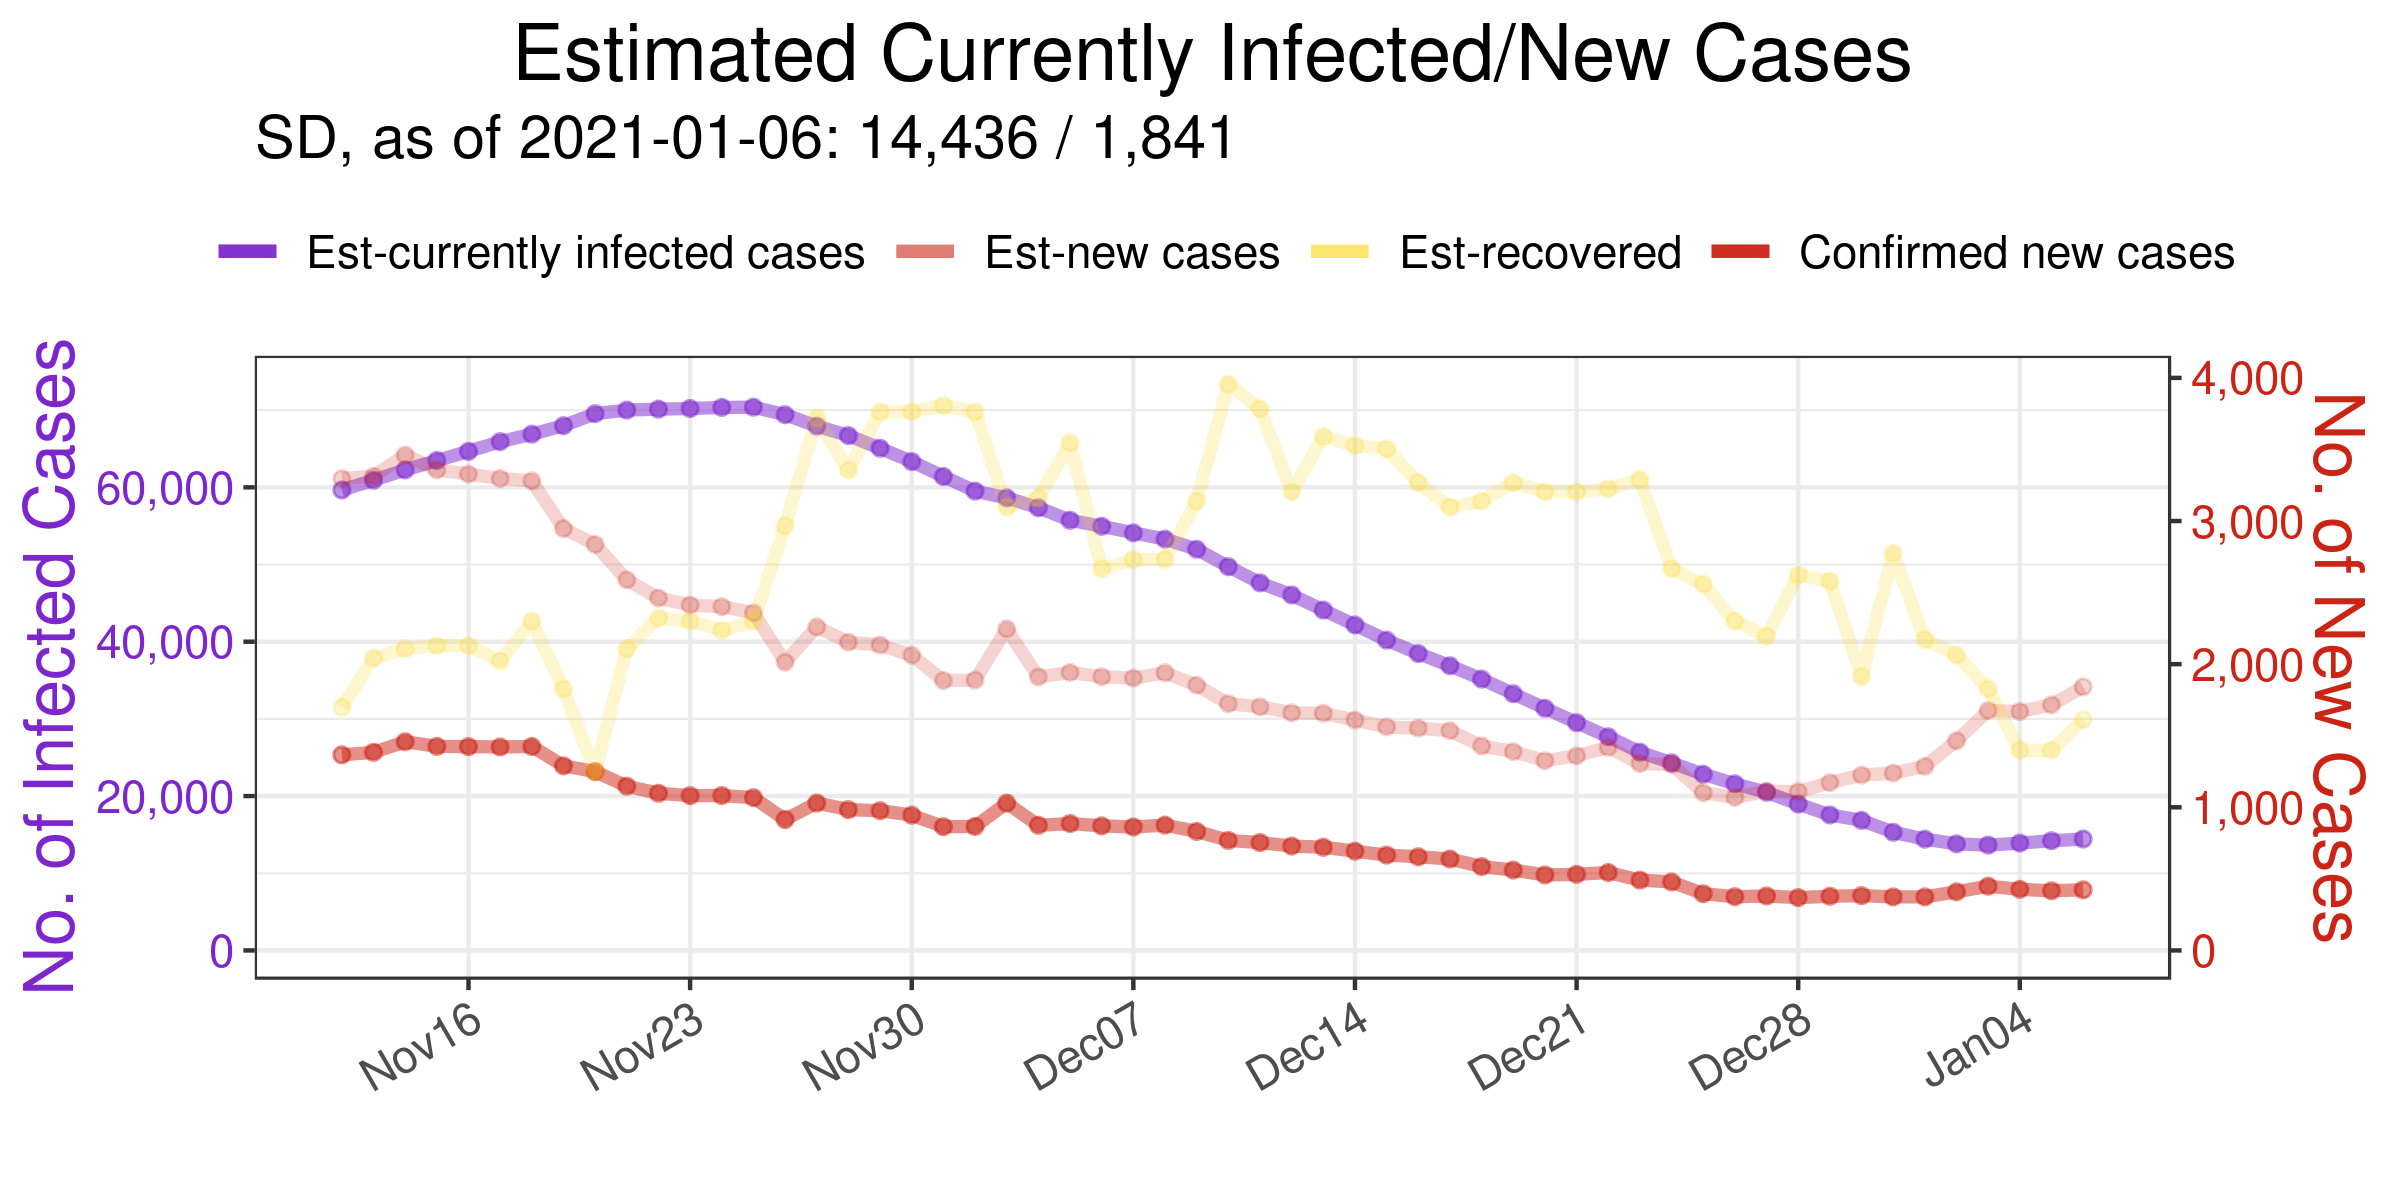 Estimated Currently Infected/New Cases
SD, as of 2021-01-06: 14,436 / 1,841
Est-currently infected cases Est-new cases Est-recovered Confirmed new cases
No. of Infected Cases
60,000
40,000
20,000
0
4,000
3,000
2,000
1,000
0
No. of New Cases
Nov16 Nov23 Nov30 Dec07 Dec14 Dec21 Dec28 Jan04